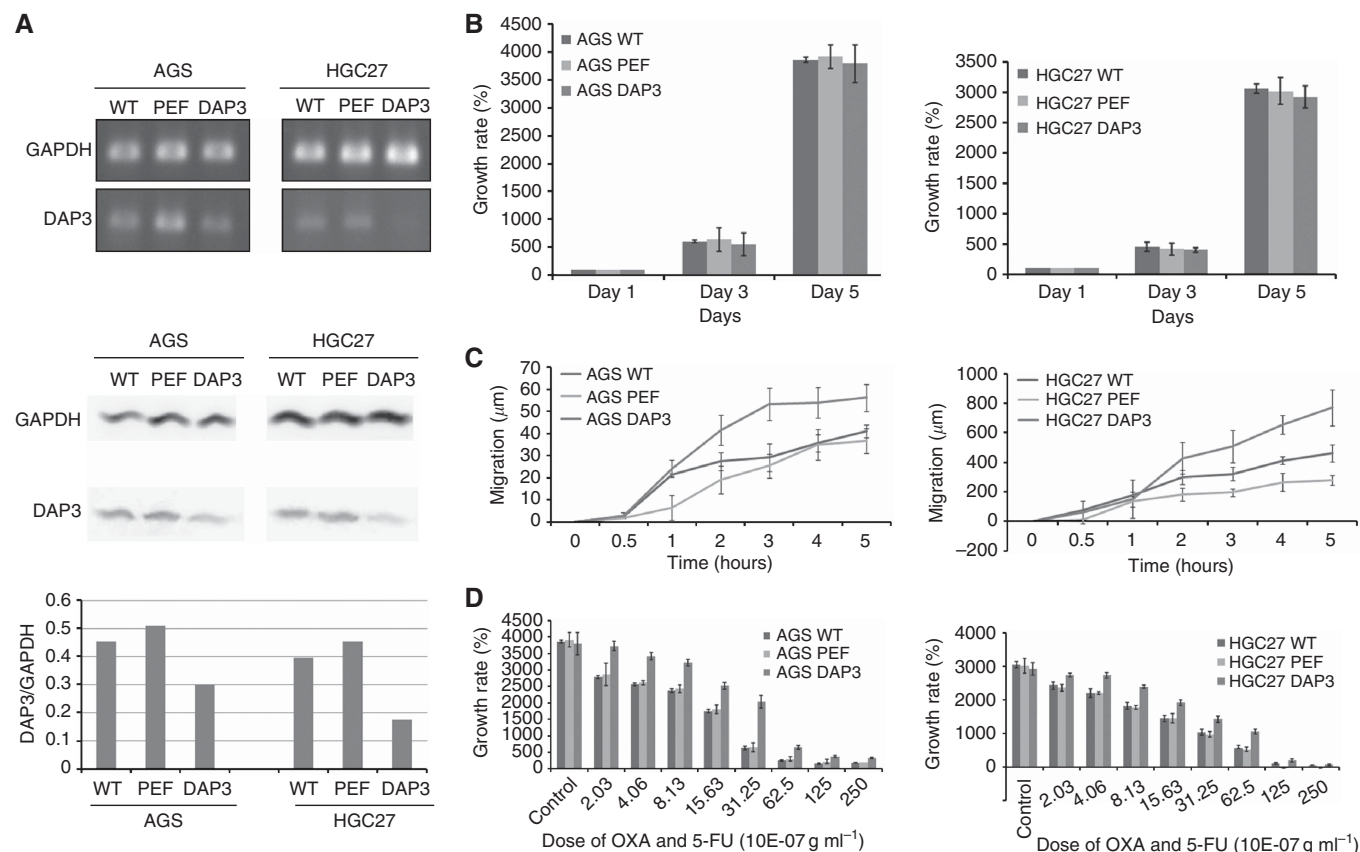 A
AGS HGC27
WT PEF DAP3 WT PEF DAP3
GAPDH
DAP3
AGS HGC27
WT PEF DAP3 WT PEF DAP3
GAPDH
DAP3
0.6
0.5
0.4
0.3
0.2
0.1
0
DAP3/GAPDH
WT PEF DAP3 WT PEF DAP3
AGS HGC27
B
4500
4000
3500
3000
2500
2000
1500
1000
500
0
Growth rate (%)
AGS WT
AGS PEF
AGS DAP3
Day 1 Day 3 Day 5
Days
3500
3000
2500
2000
1500
1000
500
0
Growth rate (%)
HGC27 WT
HGC27 PEF
HGC27 DAP3
Day 1 Day 3 Day 5
Days
C
70
60
50
40
30
20
10
0
Migration (μm)
AGS WT
AGS PEF
AGS DAP3
0 0.5 1 2 3 4 5
Time (hours)
1000
800
600
400
200
0
–200
Migration (μm)
HGC27 WT
HGC27 PEF
HGC27 DAP3
0 0.5 1 2 3 4 5
Time (hours)
D
4500
4000
3500
3000
2500
2000
1500
1000
500
0
Growth rate (%)
AGS WT
AGS PEF
AGS DAP3
Control 2.03 4.06 8.13 15.63 31.25 62.5 125 250
Dose of OXA and 5-FU (10E-07 g ml⁻¹)
4000
3000
2000
1000
0
Growth rate (%)
HGC27 WT
HGC27 PEF
HGC27 DAP3
Control 2.03 4.06 8.13 15.63 31.25 62.5 125 250
Dose of OXA and 5-FU (10E-07 g ml⁻¹)